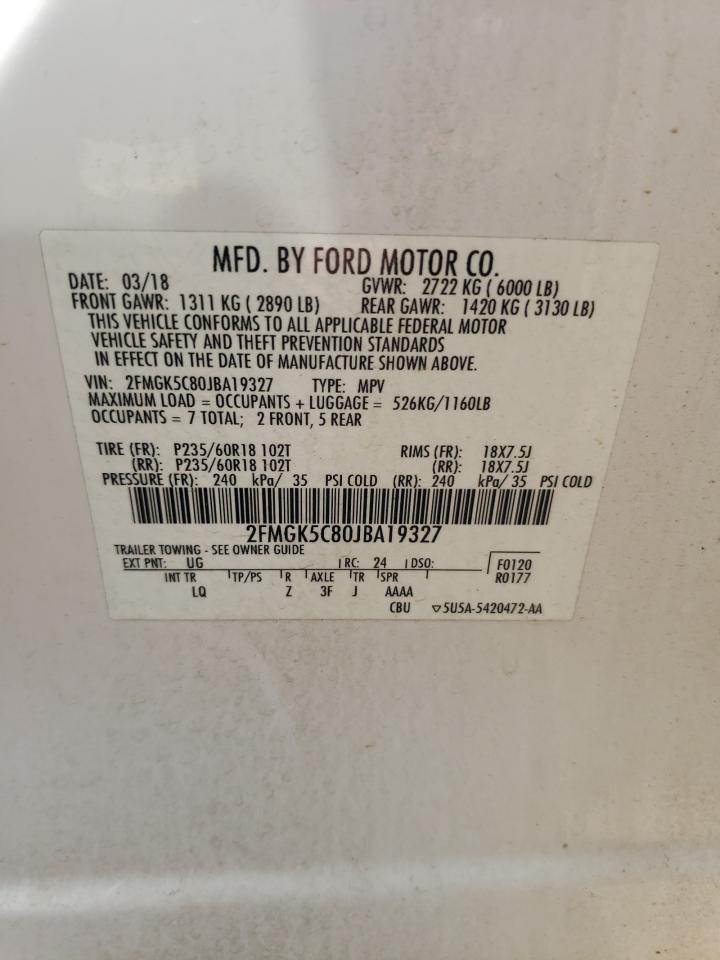 MFD. BY FORD MOTOR CO.
DATE: 03/18 GVWR: 2722 KG ( 6000 LB)
FRONT GAWR: 1311 KG ( 2890 LB) REAR GAWR: 1420 KG ( 3130 LB)
THIS VEHICLE CONFORMS TO ALL APPLICABLE FEDERAL MOTOR
VEHICLE SAFETY AND THEFT PREVENTION STANDARDS
IN EFFECT ON THE DATE OF MANUFACTURE SHOWN ABOVE.
VIN: 2FMGK5C80JBA19327 TYPE: MPV
MAXIMUM LOAD = OCCUPANTS + LUGGAGE = 526KG/1160LB
OCCUPANTS = 7 TOTAL; 2 FRONT, 5 REAR
TIRE (FR): P235/60R18 102T RIMS (FR): 18X7.5J
(RR): P235/60R18 102T (RR): 18X7.5J
PRESSURE (FR): 240 kPa/ 35 PSI COLD (RR): 240 kPa/ 35 PSI COLD
2FMGK5C80JBA19327
TRAILER TOWING - SEE OWNER GUIDE
EXT PNT: UG RC: 24 DSO: F0120
INT TR TP/PS R AXLE TR SPR R0177
LQ Z 3F J AAAA
CBU ▽5U5A-5420472-AA